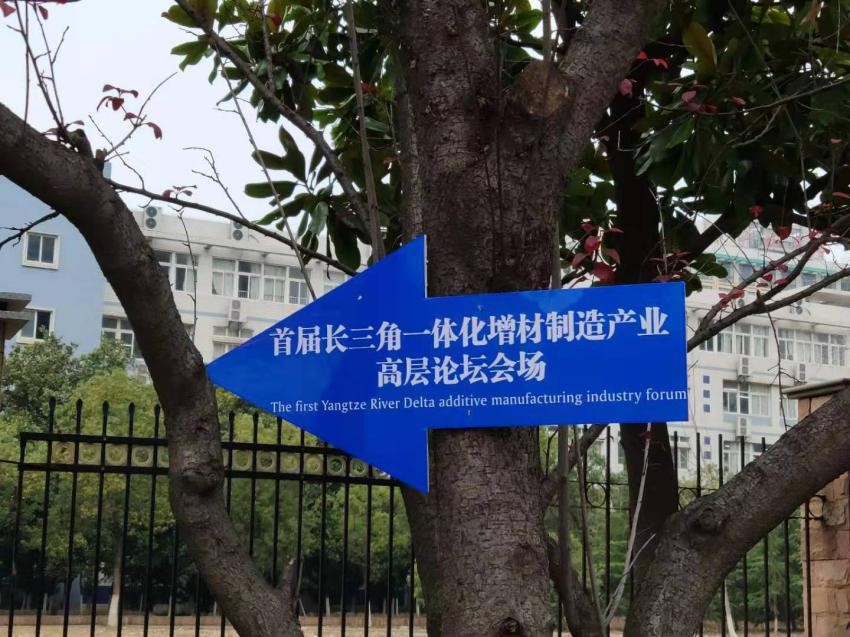 首届长三角一体化增材制造产业
高层论坛会场
The first Yangtze River Delta additive manufacturing industry forum